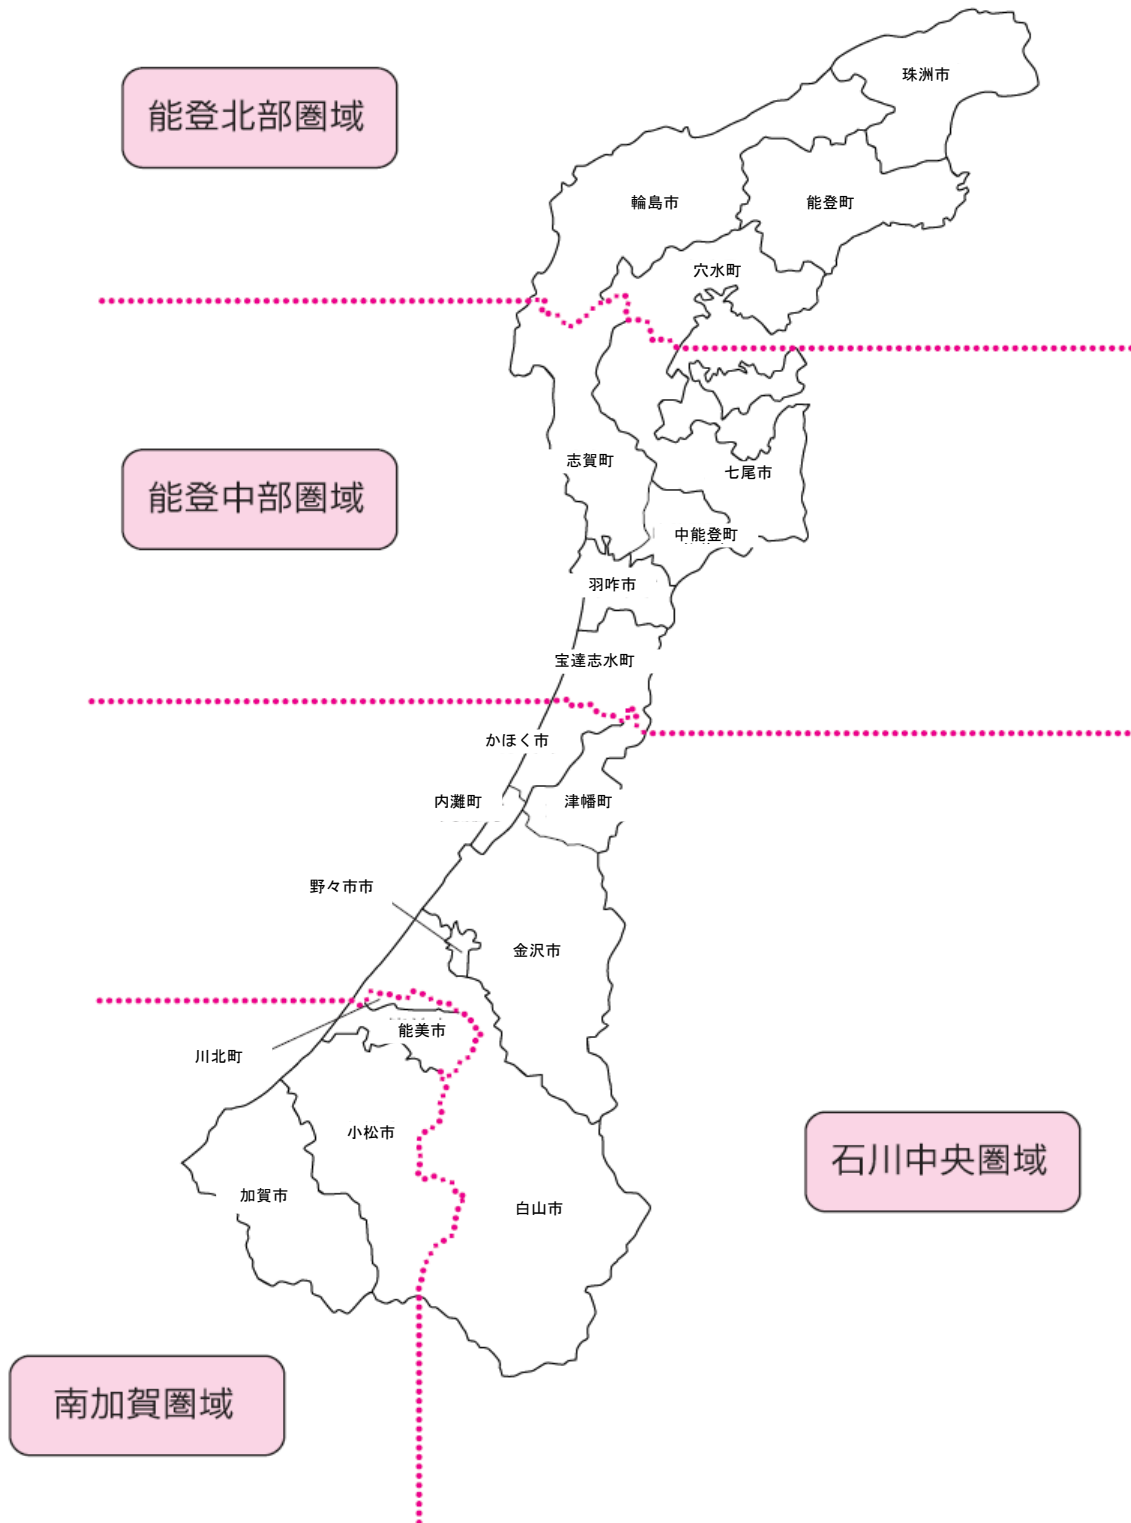 珠洲市
能登北部圏域
輪島市
能登町
穴水町
志賀町
七尾市
能登中部圏域
中能登町
羽咋市
宝達志水町
かほく市
内灘町
津幡町
野々市市
金沢市
能美市
川北町
小松市
石川中央圏域
加賀市
白山市
南加賀圏域